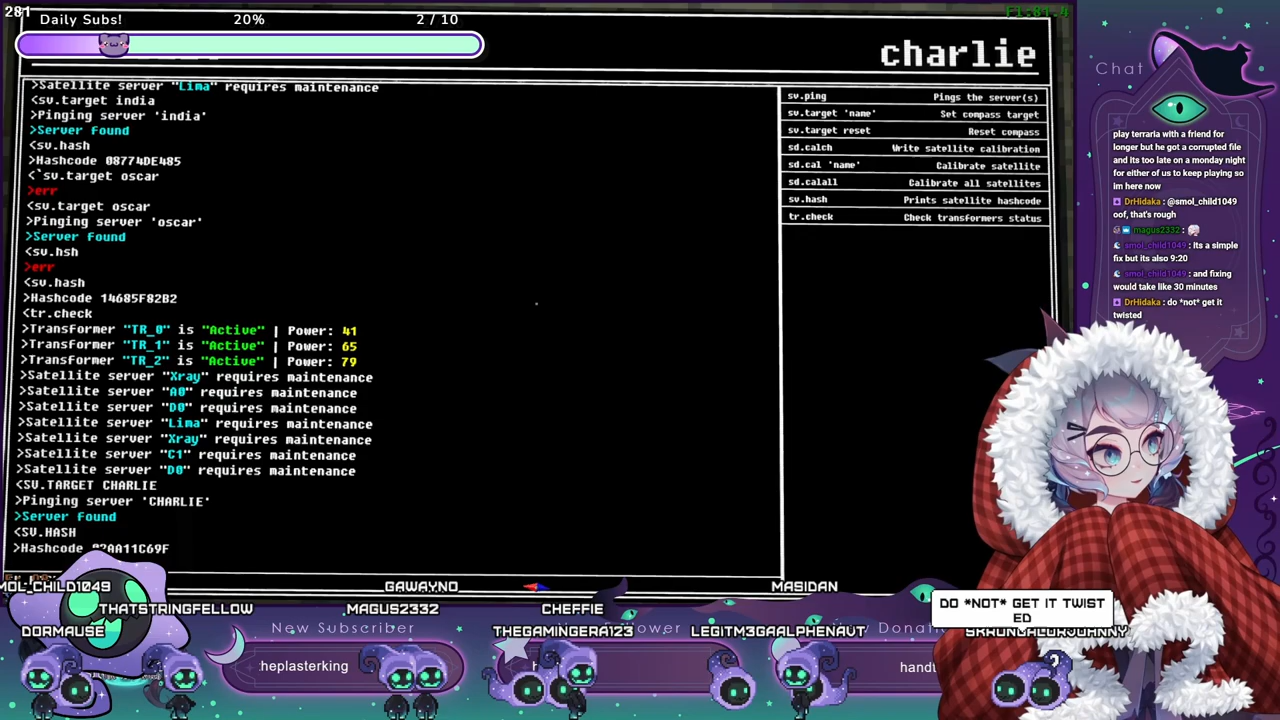 281
Daily Subs!
20%
2 / 10
charlie
Chat
>Satellite server "Lima" requires maintenance
<sv.target india
>Pinging server 'india'
>Server Found
<sv.hash
>Hashcode 08774DE485
<`sv.target oscar
>err
<sv.target oscar
>Pinging server 'oscar'
>Server Found
<sv.hsh
>err
<sv.hash
>Hashcode 14685F82B2
<tr.check
>Transformer "TR_0" is "Active" | Power: 41
>Transformer "TR_1" is "Active" | Power: 65
>Transformer "TR_2" is "Active" | Power: 79
>Satellite server "Xray" requires maintenance
>Satellite server "A0" requires maintenance
>Satellite server "D0" requires maintenance
>Satellite server "Lima" requires maintenance
>Satellite server "Xray" requires maintenance
>Satellite server "C1" requires maintenance
>Satellite server "D0" requires maintenance
<SV.TARGET CHARLIE
>Pinging server 'CHARLIE'
>Server Found
<SV.HASH
>Hashcode 02AA11C69F
sv.ping Pings the server(s)
sv.target 'name' Set compass target
sv.target reset Reset compass
sd.calch Write satellite calibration
sd.cal 'name' Calibrate satellite
sd.calall Calibrate all satellites
sv.hash Prints satellite hashcode
tr.check Check transformers status
play terraria with a friend for
longer but he got a corrupted file
and its too late on a monday night
for either of us to keep playing so
im here now
DrHidaka : @smol_child1049
oof, that's rough
magus2332 :
smol_child1049 : Its a simple
fix but its also 9:20
smol_child1049 : and fixing
would take like 30 minutes
DrHidaka : do *not* get it
twisted
DO *NOT* GET IT TWIST
ED
MOL_CHILD1049
GAWAYNO_
MASIDAN
THATSTRINGFELLOW
MAGUS2332
CHEFFIE
DORMAUSE
THEGAMINGERA123
LEGITM3GAALPHENAUT
New Subscriber
heplasterking
handl